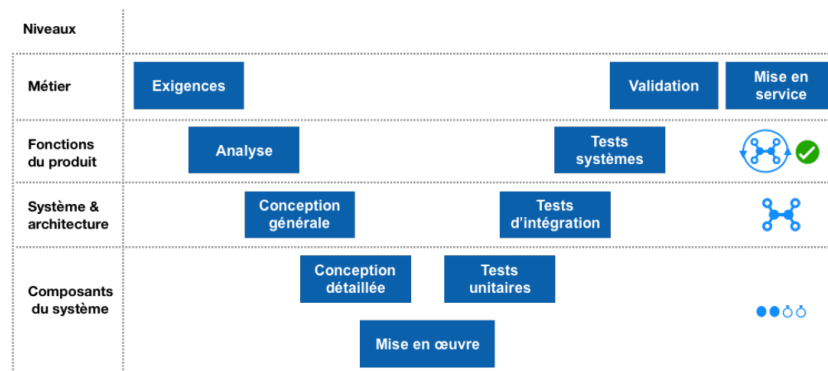 Niveaux
Métier
Exigences
Validation
Mise en
service
Fonctions
du produit
Analyse
Tests
systèmes
Système &
architecture
Conception
générale
Tests
d'intégration
Composants
du système
Conception
détaillée
Tests
unitaires
Mise en œuvre